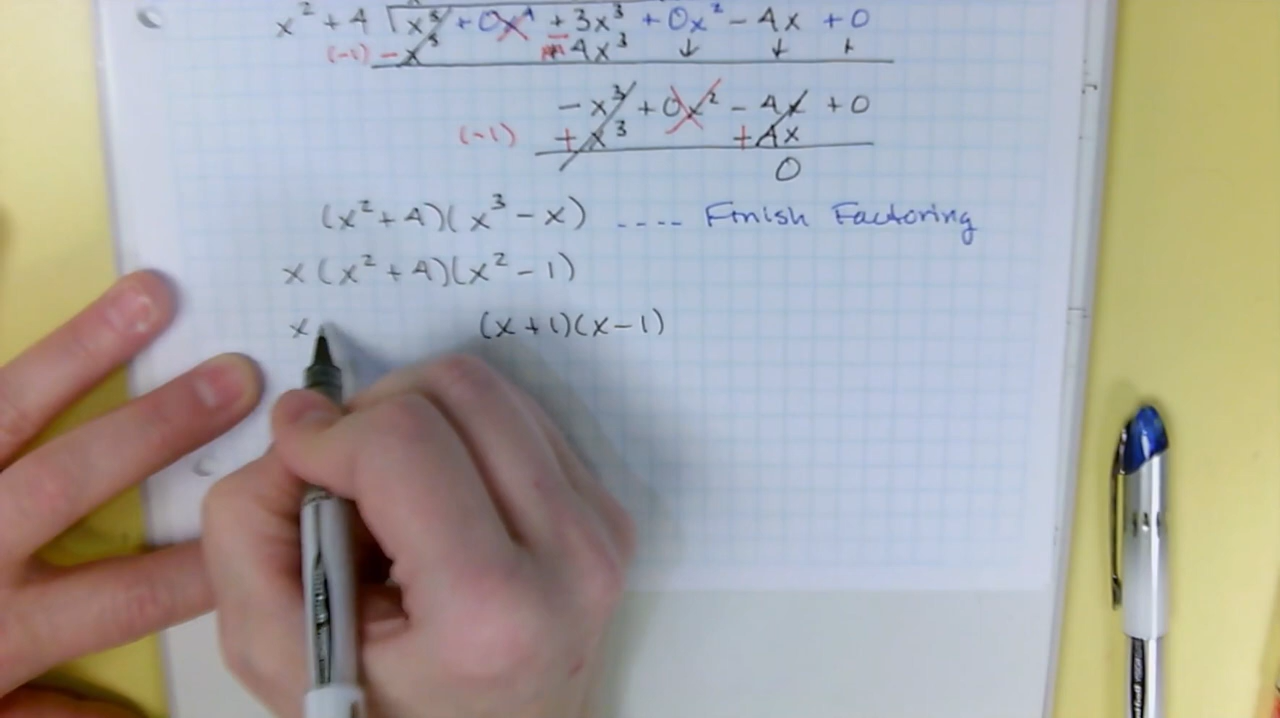 x² + 4 x⁵ + 0x⁴ + 3x³ + 0x² - 4x + 0
(-1) - x⁵ 4x³ ↓ ↓ ↓
- x³ + 0x² - 4x + 0
(-1) + x³ + 4x
0
(x² + 4)(x³ - x) .... Finish Factoring
x(x² + 4)(x² - 1)
x (x + 1)(x - 1)